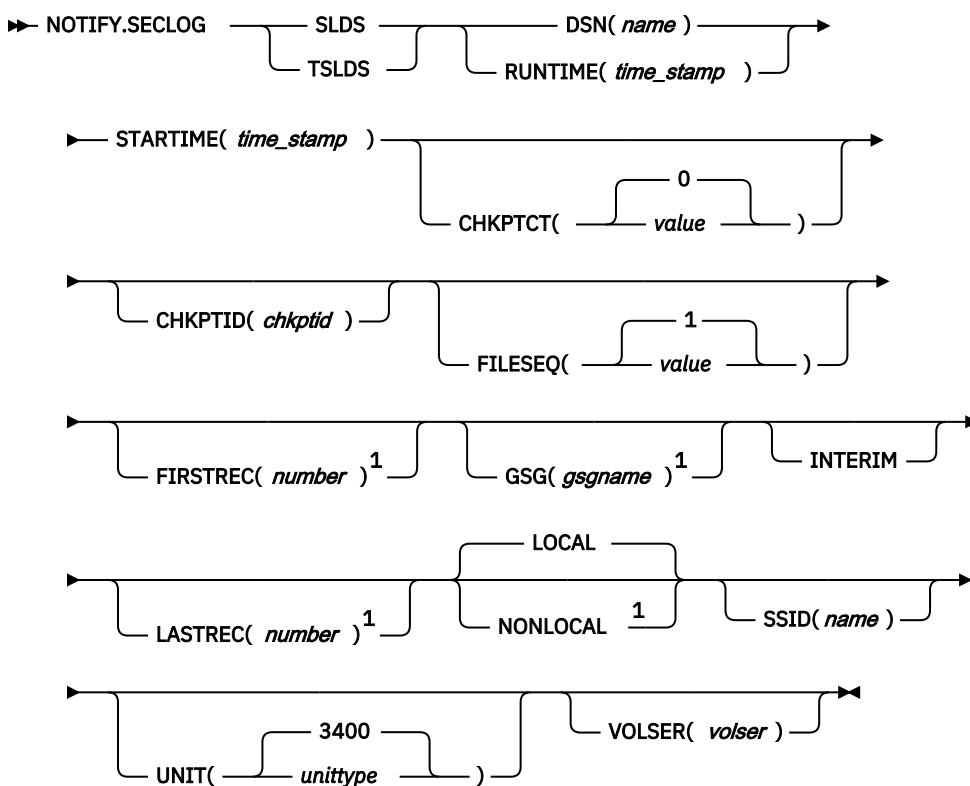 NOTIFY.SECLOG SLDS DSN( name )
TSLDS RUNTIME( time_stamp )
STARTIME( time_stamp )
0
CHKPTCT( value )
CHKPTID( chkptid )
1
FILESEQ( value )
FIRSTREC( number )1 GSG( gsgname )1 INTERIM
LOCAL
LASTREC( number )1 NONLOCAL 1 SSID( name )
3400
UNIT( unittype ) VOLSER( volser )